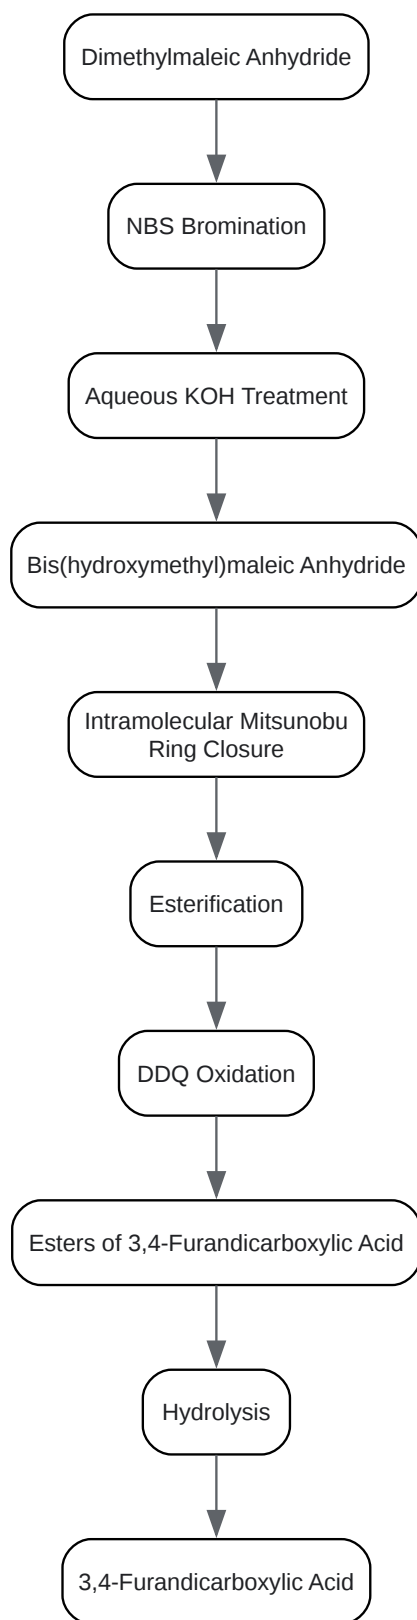 Dimethylmaleic Anhydride
NBS Bromination
Aqueous KOH Treatment
Bis(hydroxymethyl)maleic Anhydride
Intramolecular Mitsunobu
Ring Closure
Esterification
DDQ Oxidation
Esters of 3,4-Furandicarboxylic Acid
Hydrolysis
3,4-Furandicarboxylic Acid